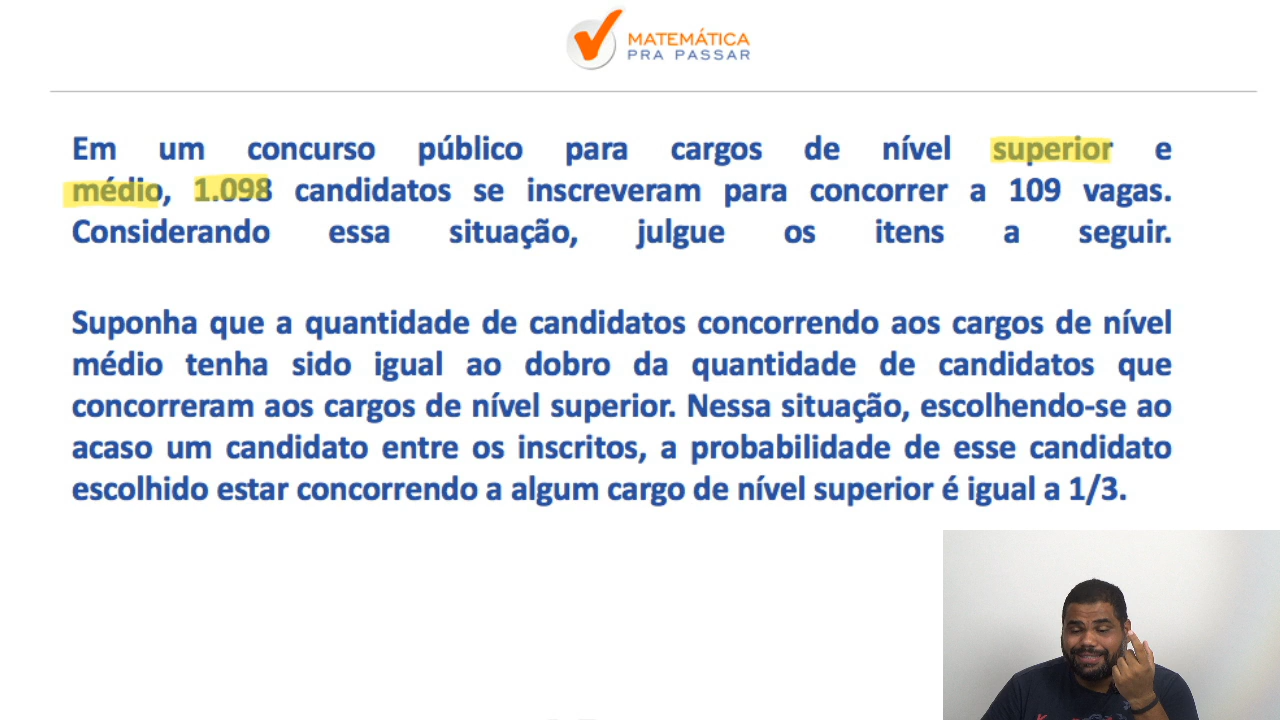 MATEMÁTICA
PRA PASSAR
Em um concurso público para cargos de nível superior e
médio, 1.098 candidatos se inscreveram para concorrer a 109 vagas.
Considerando essa situação, julgue os itens a seguir.
Suponha que a quantidade de candidatos concorrendo aos cargos de nível
médio tenha sido igual ao dobro da quantidade de candidatos que
concorreram aos cargos de nível superior. Nessa situação, escolhendo-se ao
acaso um candidato entre os inscritos, a probabilidade de esse candidato
escolhido estar concorrendo a algum cargo de nível superior é igual a 1/3.